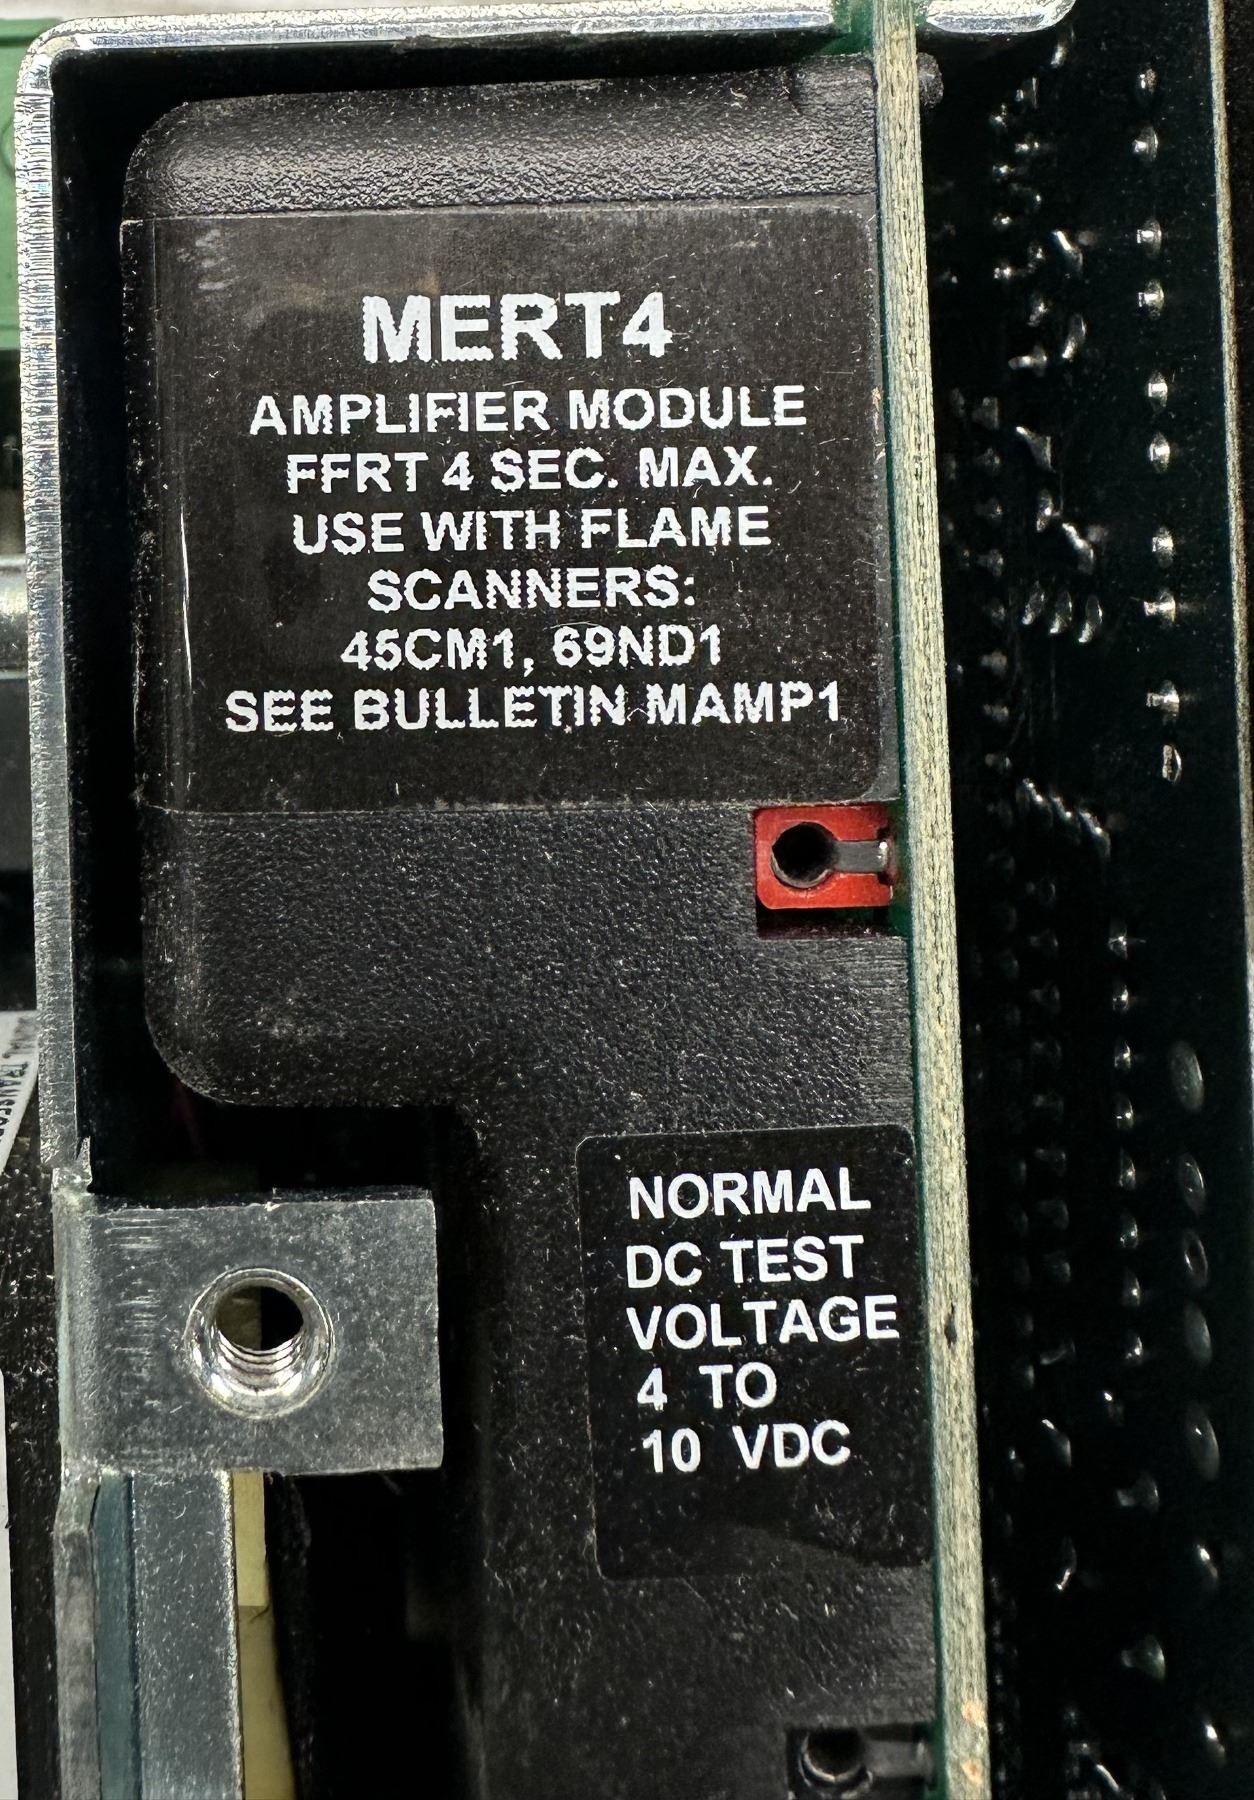 MERT4
AMPLIFIER MODULE
FFRT 4 SEC. MAX.
USE WITH FLAME
SCANNERS:
45CM1, 69ND1
SEE BULLETIN MAMP1
NORMAL
DC TEST
VOLTAGE
4 TO
10 VDC